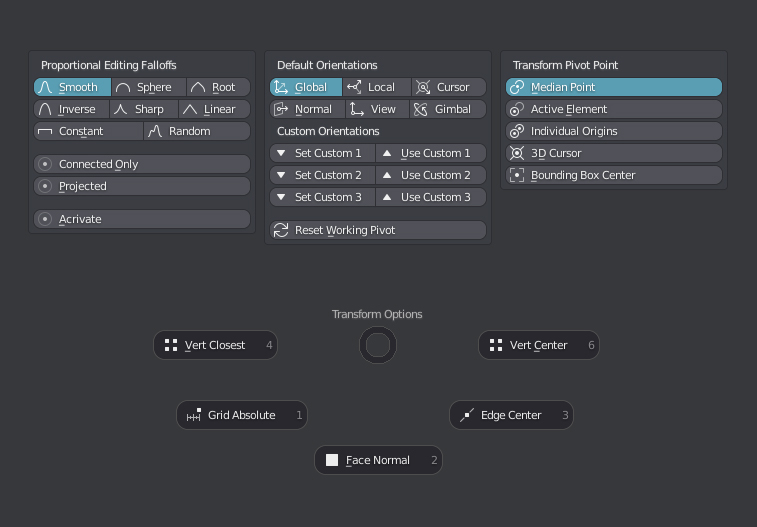 Proportional Editing Falloffs
Smooth Sphere Root
Inverse Sharp Linear
Constant Random
Connected Only
Projected
Acrivate
Default Orientations
Global Local Cursor
Normal View Gimbal
Custom Orientations
Set Custom 1 Use Custom 1
Set Custom 2 Use Custom 2
Set Custom 3 Use Custom 3
Reset Working Pivot
Transform Pivot Point
Median Point
Active Element
Individual Origins
3D Cursor
Bounding Box Center
Transform Options
Vert Closest 4
Vert Center 6
Grid Absolute 1
Edge Center 3
Face Normal 2